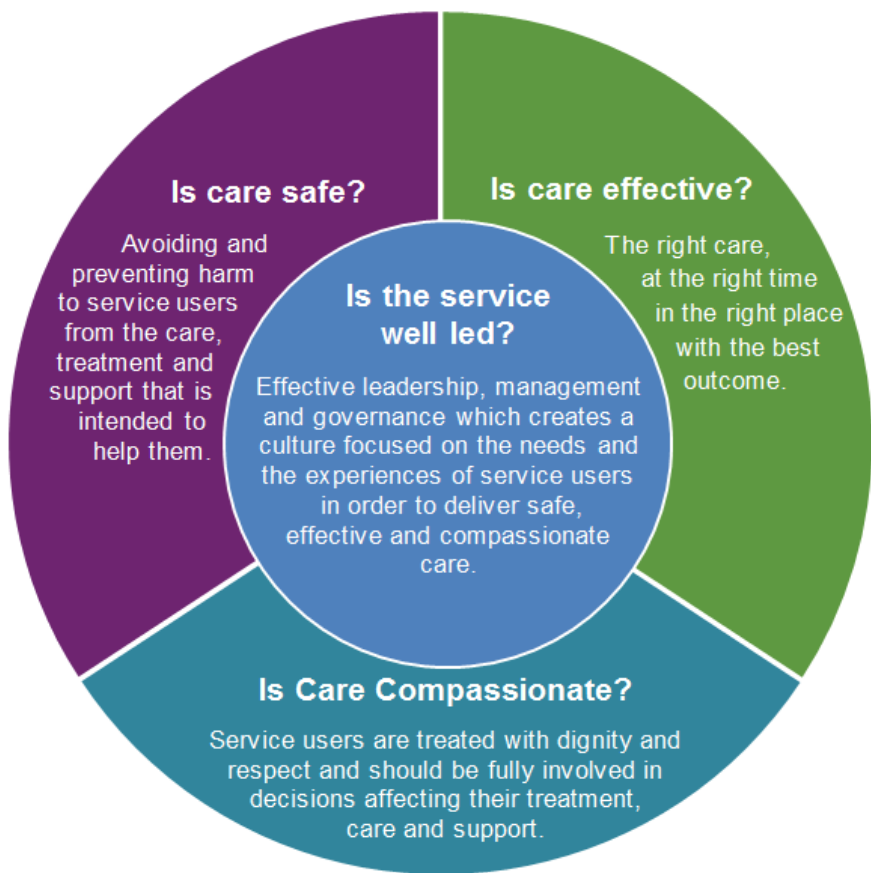 Is care safe?
Avoiding and
preventing harm
to service users
from the care,
treatment and
support that is
intended to
help them.
Is care effective?
The right care,
at the right time
in the right place
with the best
outcome.
Is the service
well led?
Effective leadership, management
and governance which creates a
culture focused on the needs and
the experiences of service users
in order to deliver safe,
effective and compassionate
care.
Is Care Compassionate?
Service users are treated with dignity and
respect and should be fully involved in
decisions affecting their treatment,
care and support.